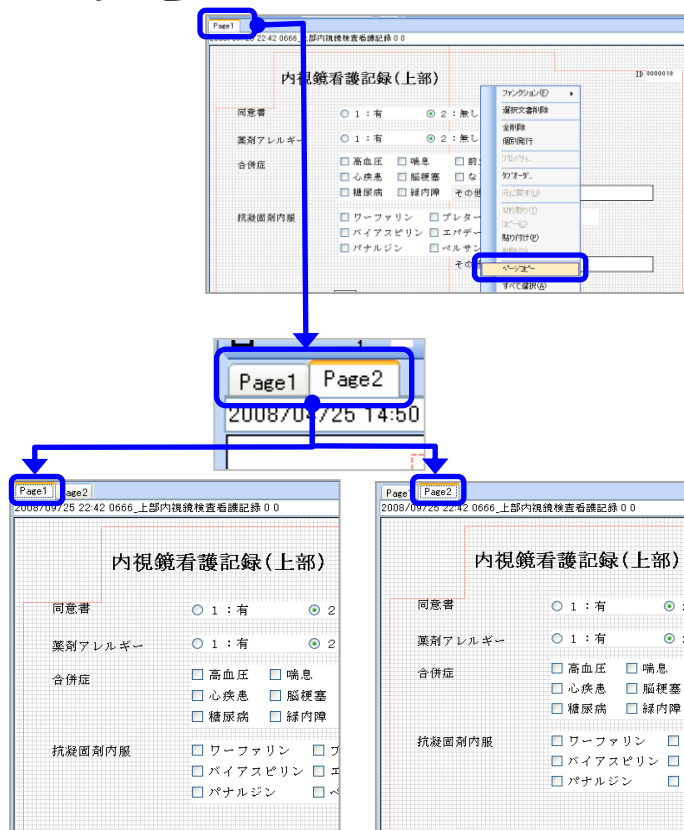 Page1
22:42 0666_上部内視鏡検査看護記録 0 0
内視鏡看護記録(上部)
ID 0000018
同意書 1：有 2：無し
薬剤アレルギー 1：有 2：無し
合併症 高血圧 喘息 前
心疾患 脳梗塞 な
糖尿病 緑内障 その他
抗凝固剤内服 ワーファリン プレター
バイアスピリン エパデー
パナルジン ペルサン
その他
ファンクション(E)
選択文書削除
全削除
個別発行
プロパティ..
元に戻す(U)
切り取り(T)
コピー(C)
貼り付け(P)
ページコピー
すべて選択(A)
1
Page1 Page2
25 14:50
Page1 Page2
2008/09/25 22:42 0666_上部内視鏡検査看護記録 0 0
内視鏡看護記録(上部)
同意書 1：有 2
薬剤アレルギー 1：有 2
合併症 高血圧 喘息
心疾患 脳梗塞
糖尿病 緑内障
抗凝固剤内服 ワーファリン プ
バイアスピリン エ
パナルジン ペ
Page1 Page2
2008/09/25 22:42 0666_上部内視鏡検査看護記録 0 0
内視鏡看護記録(上部)
同意書 1：有
薬剤アレルギー 1：有
合併症 高血圧 喘息
心疾患 脳梗塞
糖尿病 緑内障
抗凝固剤内服 ワーファリン
バイアスピリン
パナルジン